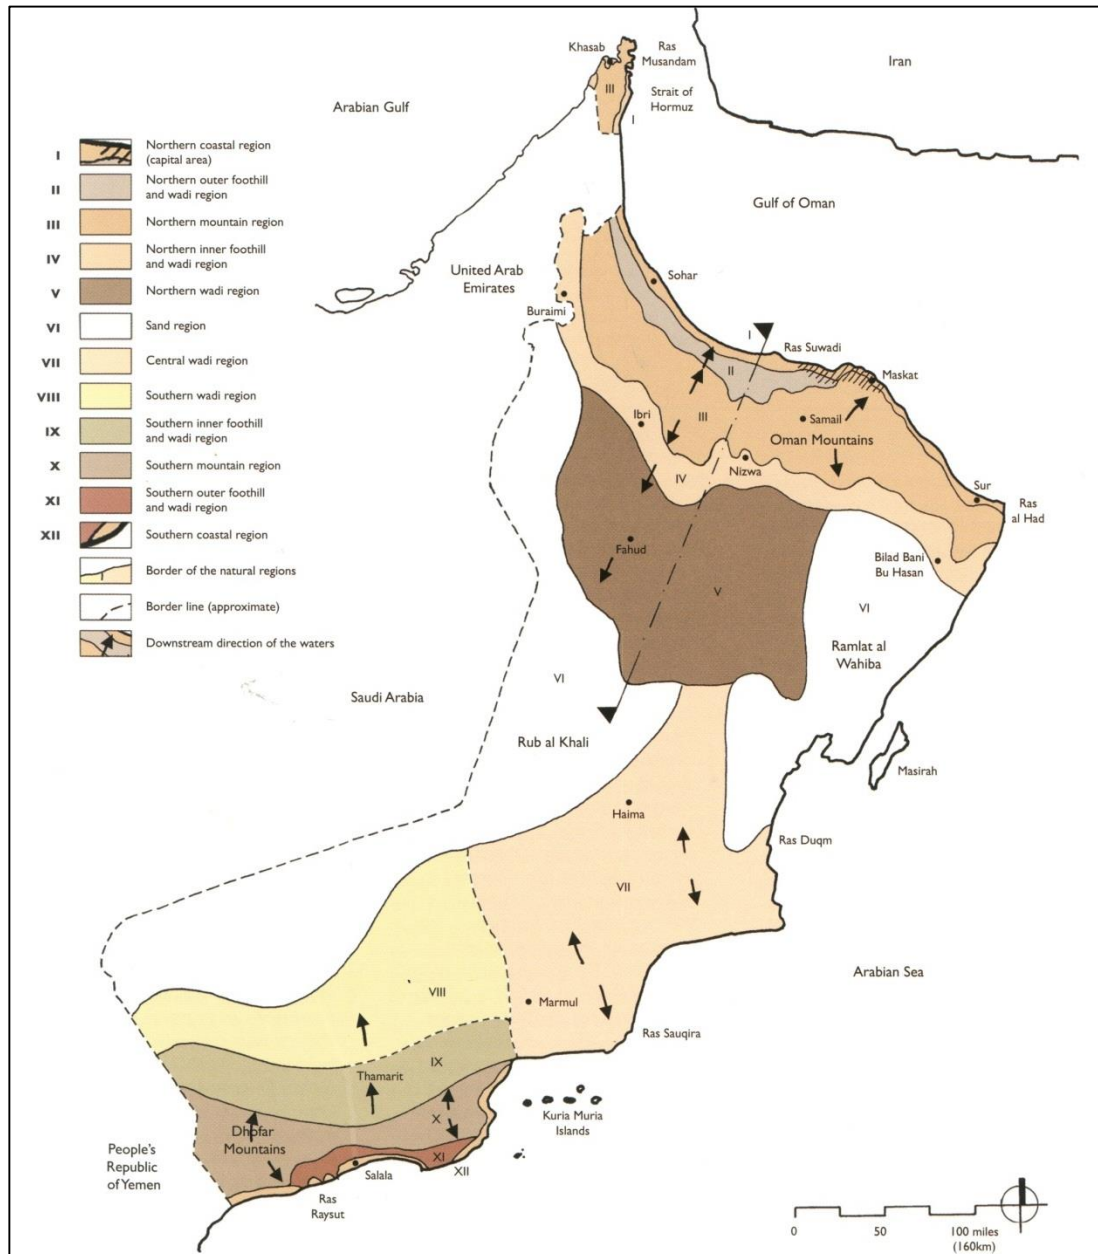 Khasab
Ras
Musandam
Iran
Arabian Gulf
Strait of
Hormuz
III
I
I
Northern coastal region
(capital area)
II
Northern outer foothill
and wadi region
III
Northern mountain region
IV
Northern inner foothill
and wadi region
V
Northern wadi region
VI
Sand region
VII
Central wadi region
VIII
Southern wadi region
IX
Southern inner foothill
and wadi region
X
Southern mountain region
XI
Southern outer foothill
and wadi region
XII
Southern coastal region
Border of the natural regions
Border line (approximate)
Downstream direction of the waters
Gulf of Oman
United Arab
Emirates
Sohar
Buraimi
I
Ras Suwadi
II
Maskat
Ibri
III
Samail
Oman Mountains
IV
Nizwa
Sur
Ras
al Had
Fahud
Bilad Bani
Bu Hasan
V
VI
Ramlat al
Wahiba
VI
Saudi Arabia
Rub al Khali
Masirah
Haima
Ras Duqm
VII
Arabian Sea
VIII
Marmul
Ras Sauqira
IX
Thamarit
X
Kuria Muria
Islands
Dhofar
Mountains
People's
Republic
of Yemen
XI
XII
Salala
Ras
Raysut
0
50
100 miles
(160km)